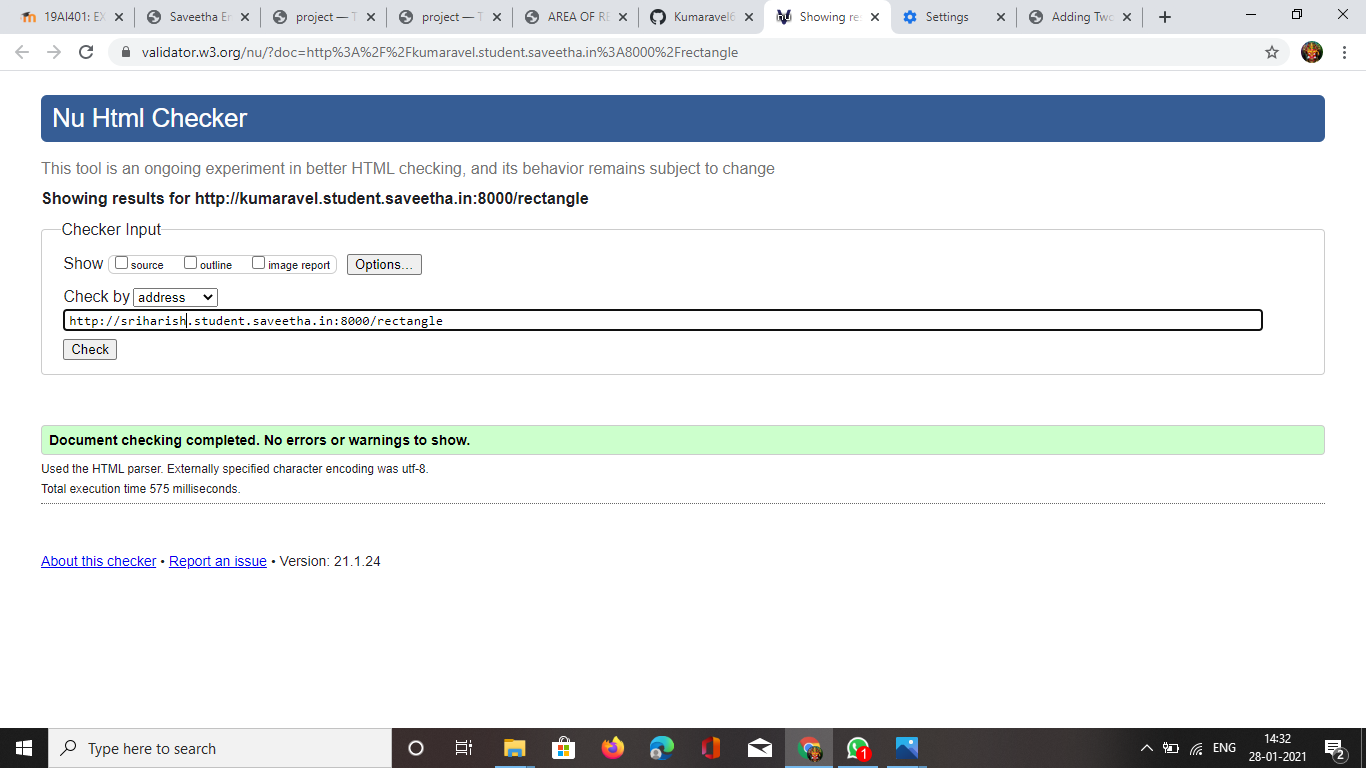 19AI401: EX
Saveetha En
project — T
project — T
AREA OF RE
Kumaravel6
Showing res
Settings
Adding Two
validator.w3.org/nu/?doc=http%3A%2F%2Fkumaravel.student.saveetha.in%3A8000%2Frectangle
Nu Html Checker
This tool is an ongoing experiment in better HTML checking, and its behavior remains subject to change
Showing results for http://kumaravel.student.saveetha.in:8000/rectangle
Checker Input
Show source outline image report Options...
Check by address
http://sriharish.student.saveetha.in:8000/rectangle
Check
Document checking completed. No errors or warnings to show.
Used the HTML parser. Externally specified character encoding was utf-8.
Total execution time 575 milliseconds.
About this checker • Report an issue • Version: 21.1.24
Type here to search
1
ENG
14:32
28-01-2021
2